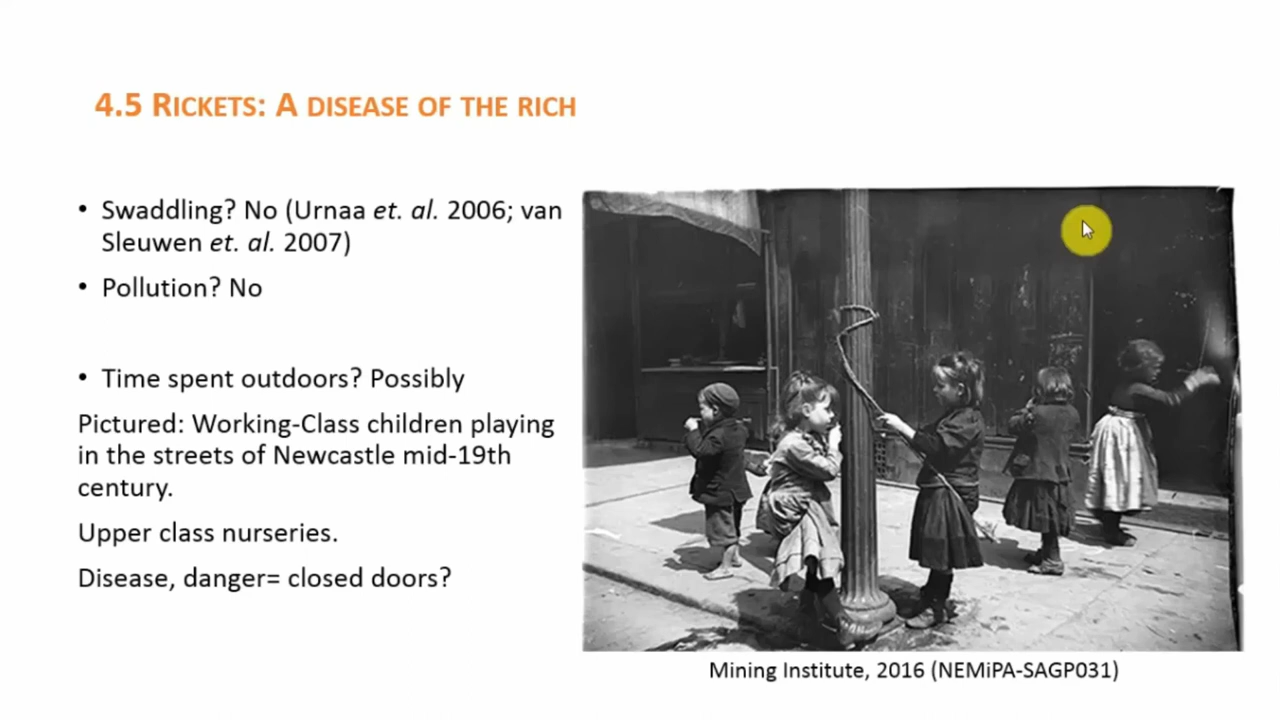 4.5 Rickets: A disease of the rich
• Swaddling? No (Urnaa et. al. 2006; van
Sleuwen et. al. 2007)
• Pollution? No
• Time spent outdoors? Possibly
Pictured: Working-Class children playing
in the streets of Newcastle mid-19th
century.
Upper class nurseries.
Disease, danger= closed doors?
Mining Institute, 2016 (NEMiPA-SAGP031)